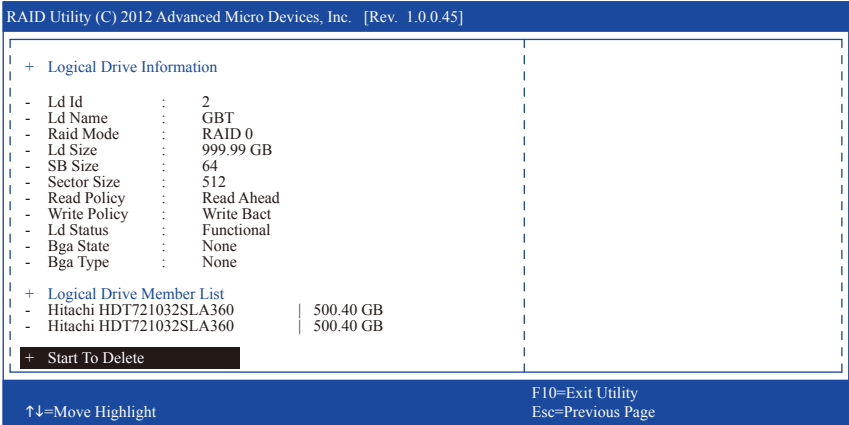 RAID Utility (C) 2012 Advanced Micro Devices, Inc. [Rev. 1.0.0.45]
+ Logical Drive Information
- Ld Id : 2
- Ld Name : GBT
- Raid Mode : RAID 0
- Ld Size : 999.99 GB
- SB Size : 64
- Sector Size : 512
- Read Policy : Read Ahead
- Write Policy : Write Bact
- Ld Status : Functional
- Bga State : None
- Bga Type : None
+ Logical Drive Member List
- Hitachi HDT721032SLA360 | 500.40 GB
- Hitachi HDT721032SLA360 | 500.40 GB
+ Start To Delete
F10=Exit Utility
↑↓=Move Highlight Esc=Previous Page